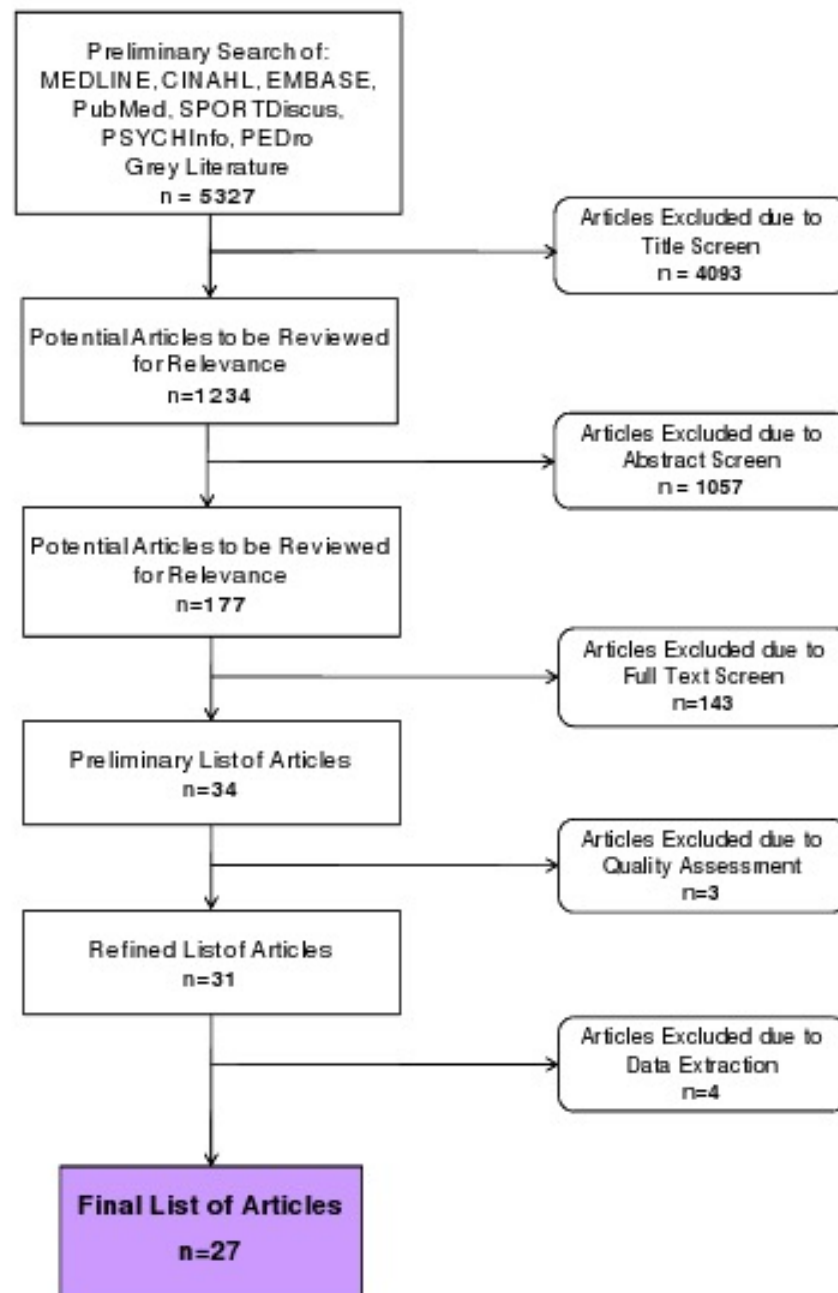 Preliminary Search of:
MEDLINE, CINAHL, EMBASE,
PubMed, SPORTDiscus,
PSYCHInfo, PEDro
Grey Literature
n = 5327
Articles Excluded due to
Title Screen
n = 4093
Potential Articles to be Reviewed
for Relevance
n=1234
Articles Excluded due to
Abstract Screen
n = 1057
Potential Articles to be Reviewed
for Relevance
n=177
Articles Excluded due to
Full Text Screen
n=143
Preliminary List of Articles
n=34
Articles Excluded due to
Quality Assessment
n=3
Refined List of Articles
n=31
Articles Excluded due to
Data Extraction
n=4
Final List of Articles
n=27